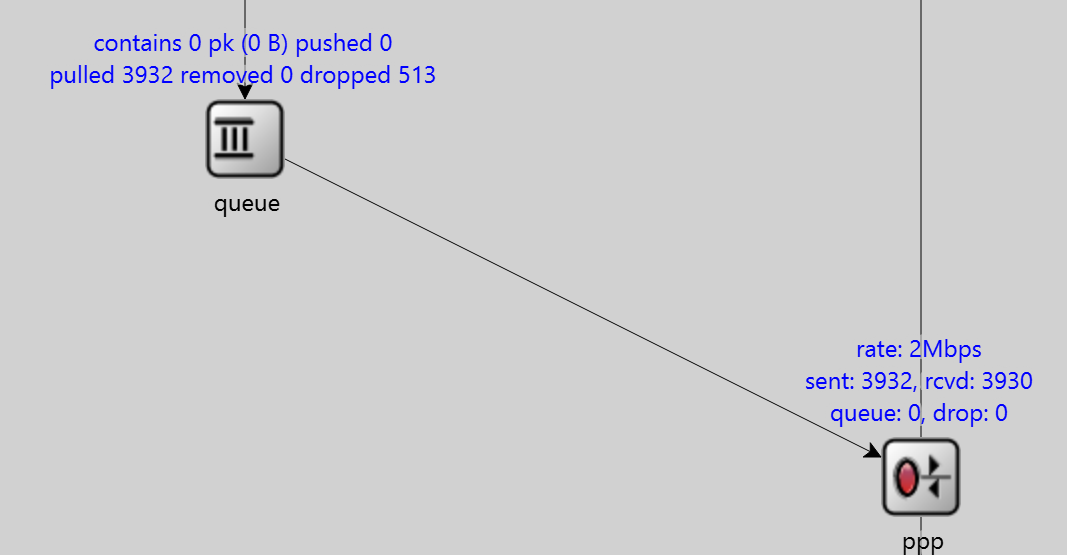 contains 0 pk (0 B) pushed 0
pulled 3932 removed 0 dropped 513
queue
rate: 2Mbps
sent: 3932, rcvd: 3930
queue: 0, drop: 0
ppp